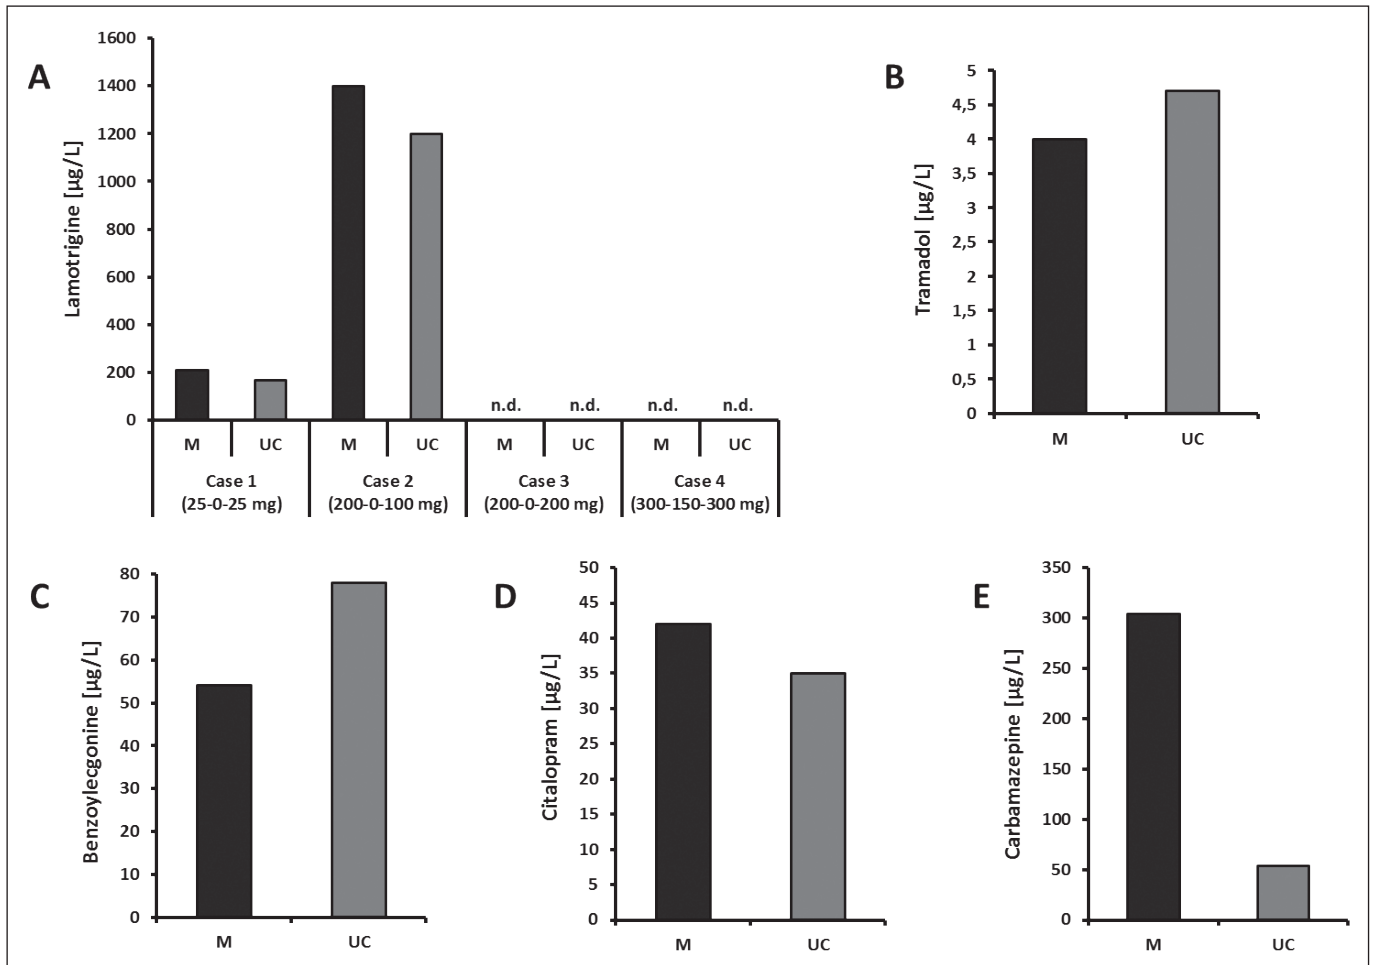 A
Lamotrigine [µg/L]
1600
1400
1200
1000
800
600
400
200
0
n.d. n.d. n.d. n.d.
M UC M UC M UC M UC
Case 1 Case 2 Case 3 Case 4
(25-0-25 mg) (200-0-100 mg) (200-0-200 mg) (300-150-300 mg)
B
Tramadol [µg/L]
5
4,5
4
3,5
3
2,5
2
1,5
1
0,5
0
M UC
C
Benzoylecgonine [µg/L]
80
70
60
50
40
30
20
10
0
M UC
D
Citalopram [µg/L]
50
45
40
35
30
25
20
15
10
5
0
M UC
E
Carbamazepine [µg/L]
350
300
250
200
150
100
50
0
M UC